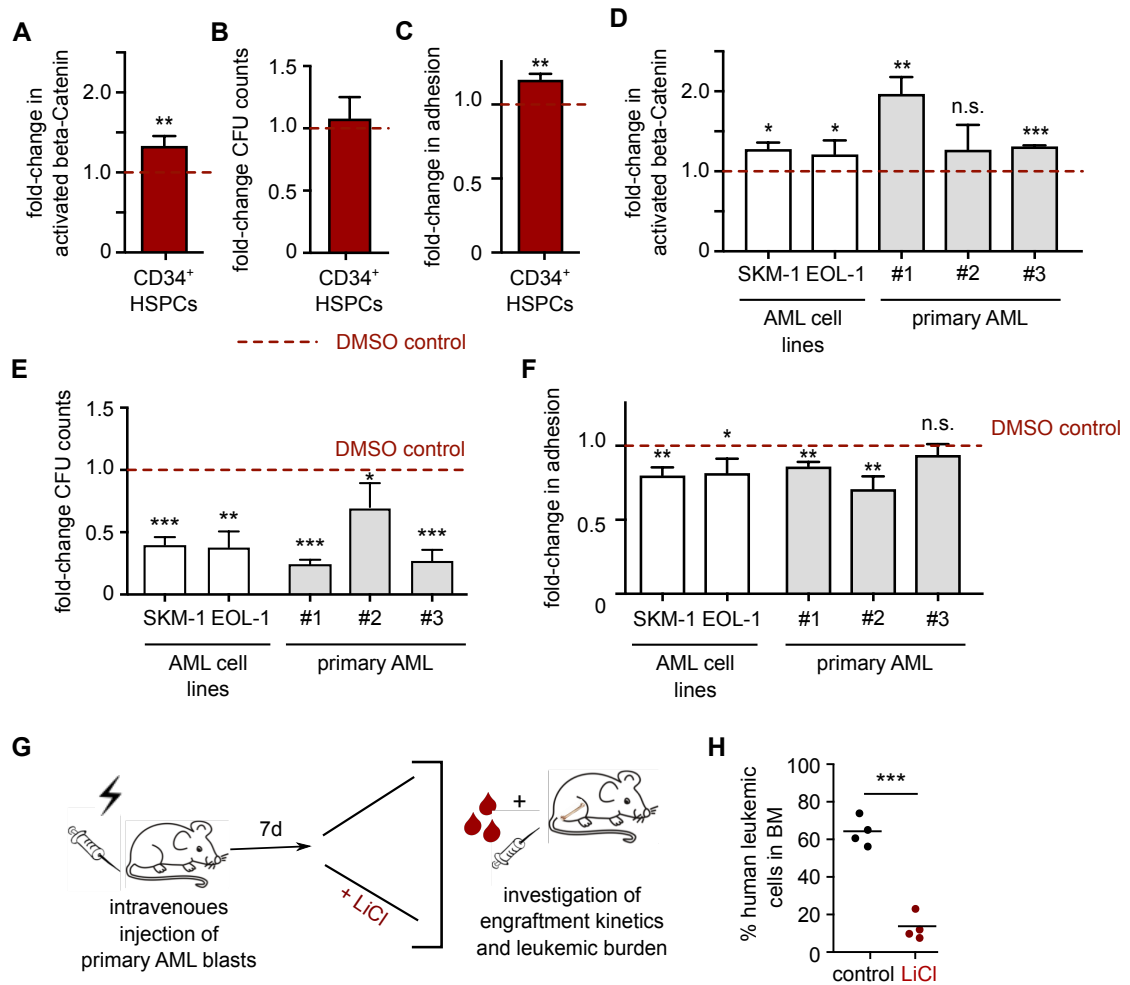 A
fold-change in
activated beta-Catenin
2.0
1.0
0
**
CD34+
HSPCs
B
fold-change CFU counts
1.5
1.0
0.5
0
CD34+
HSPCs
C
fold-change in adhesion
1.0
0.5
0
**
CD34+
HSPCs
DMSO control
D
fold-change in
activated beta-Catenin
2.0
1.0
0
* * ** n.s. ***
SKM-1 EOL-1 #1 #2 #3
AML cell
lines
primary AML
E
fold-change CFU counts
1.5
1.0
0.5
0
DMSO control
*** ** *** * ***
SKM-1 EOL-1 #1 #2 #3
AML cell
lines
primary AML
F
fold-change in adhesion
1.0
0.5
0
DMSO control
** * ** ** n.s.
SKM-1 EOL-1 #1 #2 #3
AML cell
lines
primary AML
G
intravenoues
injection of
primary AML blasts
7d
+ LiCl
+
investigation of
engraftment kinetics
and leukemic burden
H
% human leukemic
cells in BM
100
80
60
40
20
0
***
control LiCl